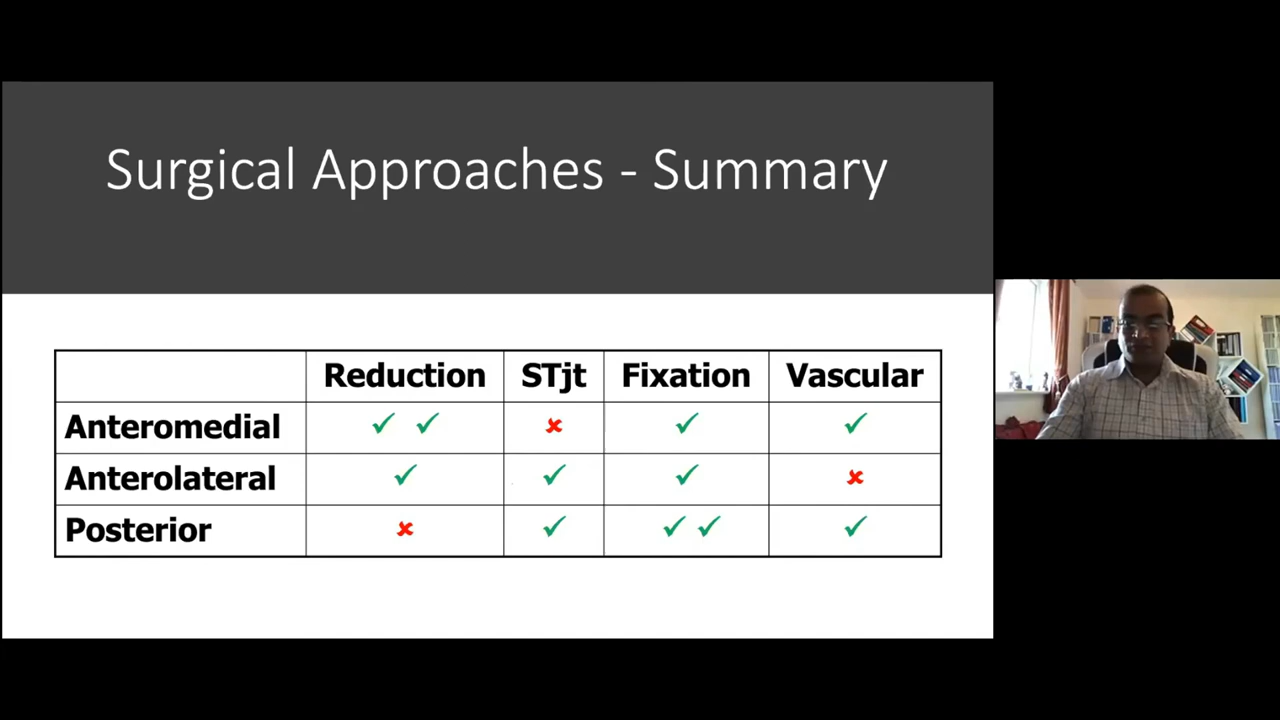 Surgical Approaches - Summary
Reduction STjt Fixation Vascular
Anteromedial ✓ ✓ ✘ ✓ ✓
Anterolateral ✓ ✓ ✓ ✘
Posterior ✘ ✓ ✓ ✓ ✓